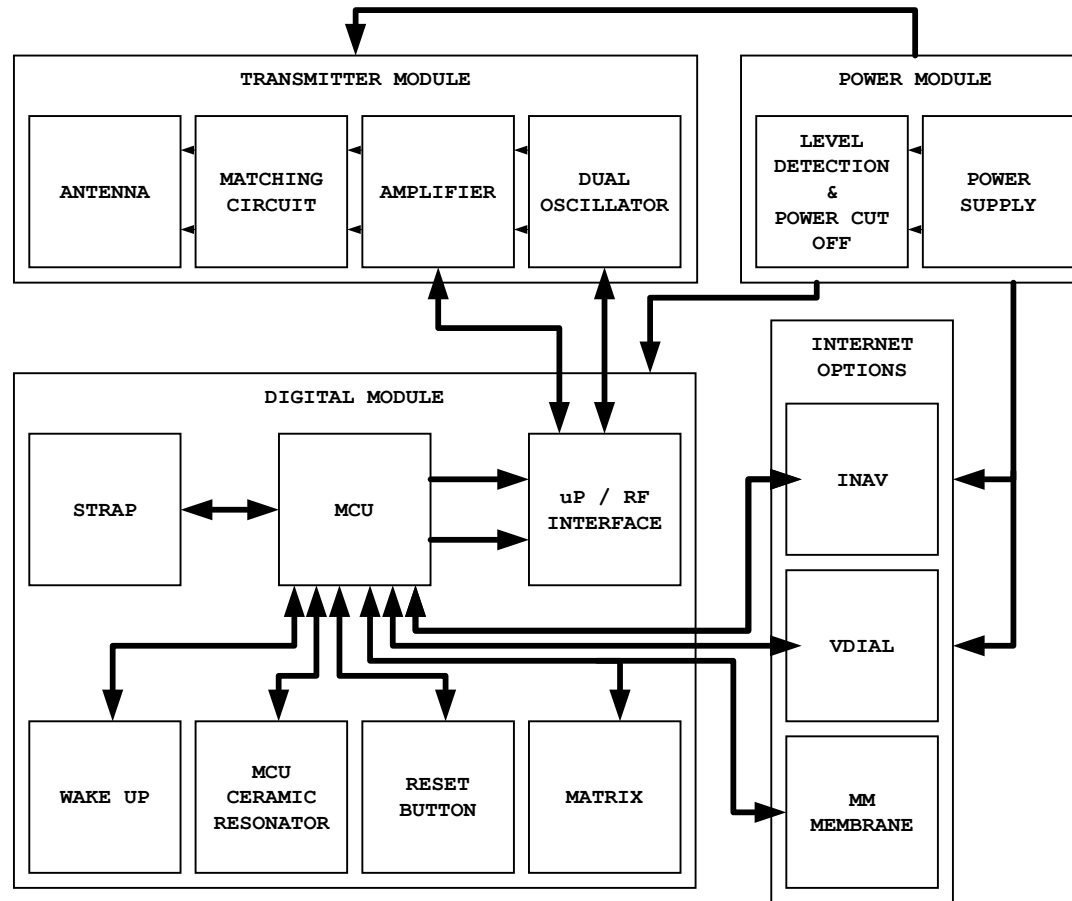 TRANSMITTER MODULE
ANTENNA
MATCHING
CIRCUIT
AMPLIFIER
DUAL
OSCILLATOR
POWER MODULE
LEVEL
DETECTION
&
POWER CUT
OFF
POWER
SUPPLY
INTERNET
OPTIONS
INAV
VDIAL
MM
MEMBRANE
DIGITAL MODULE
STRAP
MCU
uP / RF
INTERFACE
WAKE UP
MCU
CERAMIC
RESONATOR
RESET
BUTTON
MATRIX